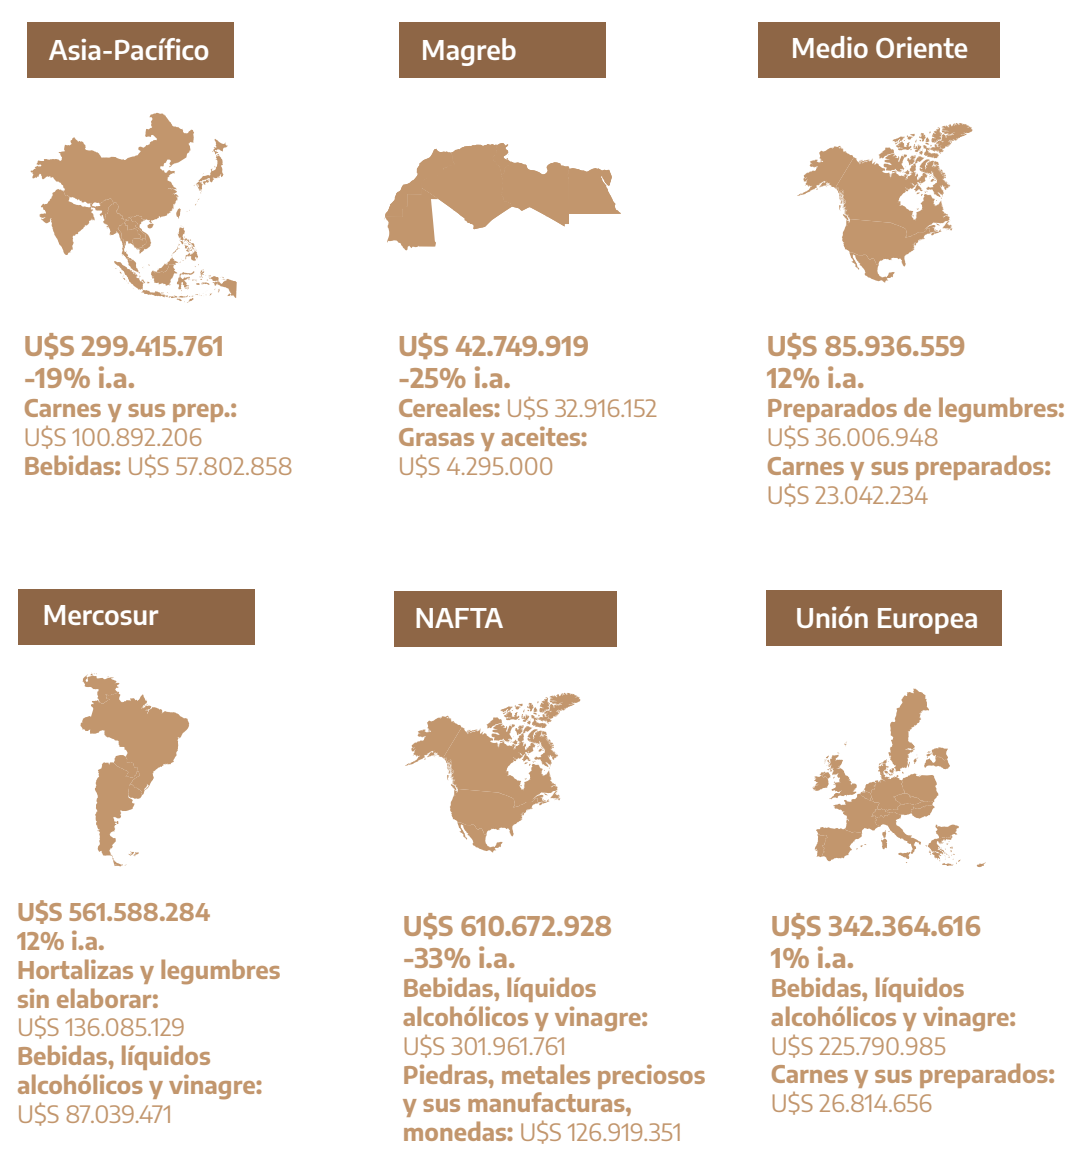 Asia-Pacífico
U$S 299.415.761
-19% i.a.
Carnes y sus prep.:
U$S 100.892.206
Bebidas: U$S 57.802.858
Magreb
U$S 42.749.919
-25% i.a.
Cereales: U$S 32.916.152
Grasas y aceites:
U$S 4.295.000
Medio Oriente
U$S 85.936.559
12% i.a.
Preparados de legumbres:
U$S 36.006.948
Carnes y sus preparados:
U$S 23.042.234
Mercosur
U$S 561.588.284
12% i.a.
Hortalizas y legumbres
sin elaborar:
U$S 136.085.129
Bebidas, líquidos
alcohólicos y vinagre:
U$S 87.039.471
NAFTA
U$S 610.672.928
-33% i.a.
Bebidas, líquidos
alcohólicos y vinagre:
U$S 301.961.761
Piedras, metales preciosos
y sus manufacturas,
monedas: U$S 126.919.351
Unión Europea
U$S 342.364.616
1% i.a.
Bebidas, líquidos
alcohólicos y vinagre:
U$S 225.790.985
Carnes y sus preparados:
U$S 26.814.656